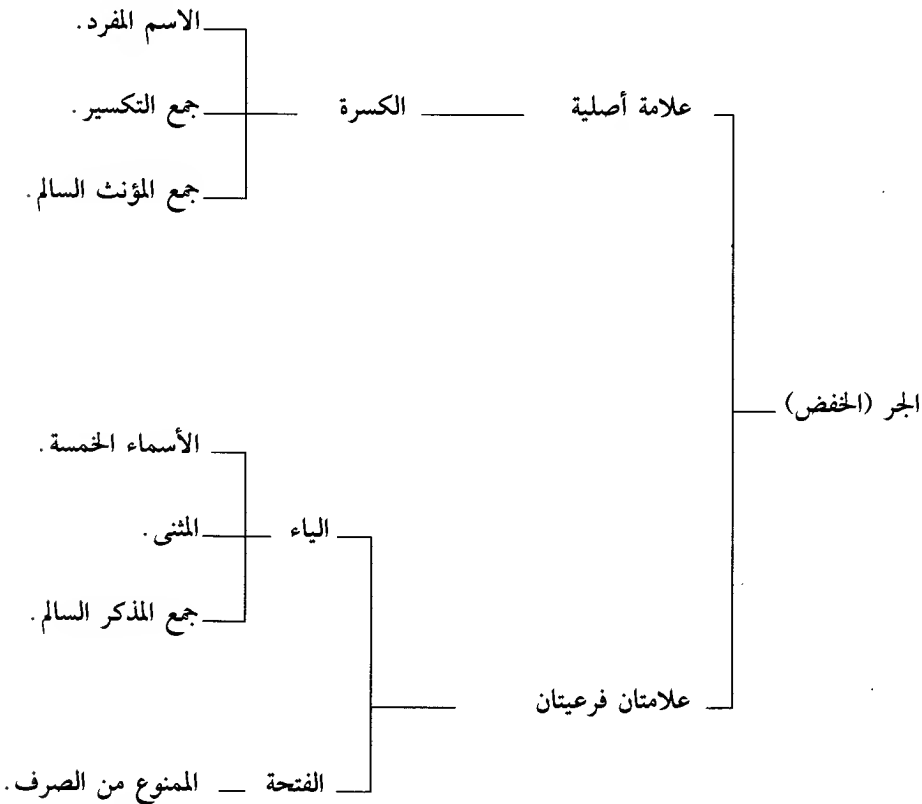 الجر (الخفض)
علامة أصلية
الكسرة
الاسم المفرد.
جمع التكسير.
جمع المؤنث السالم.
علامتان فرعيتان
الياء
الأسماء الخمسة.
المثنى.
جمع المذكر السالم.
الفتحة
الممنوع من الصرف.